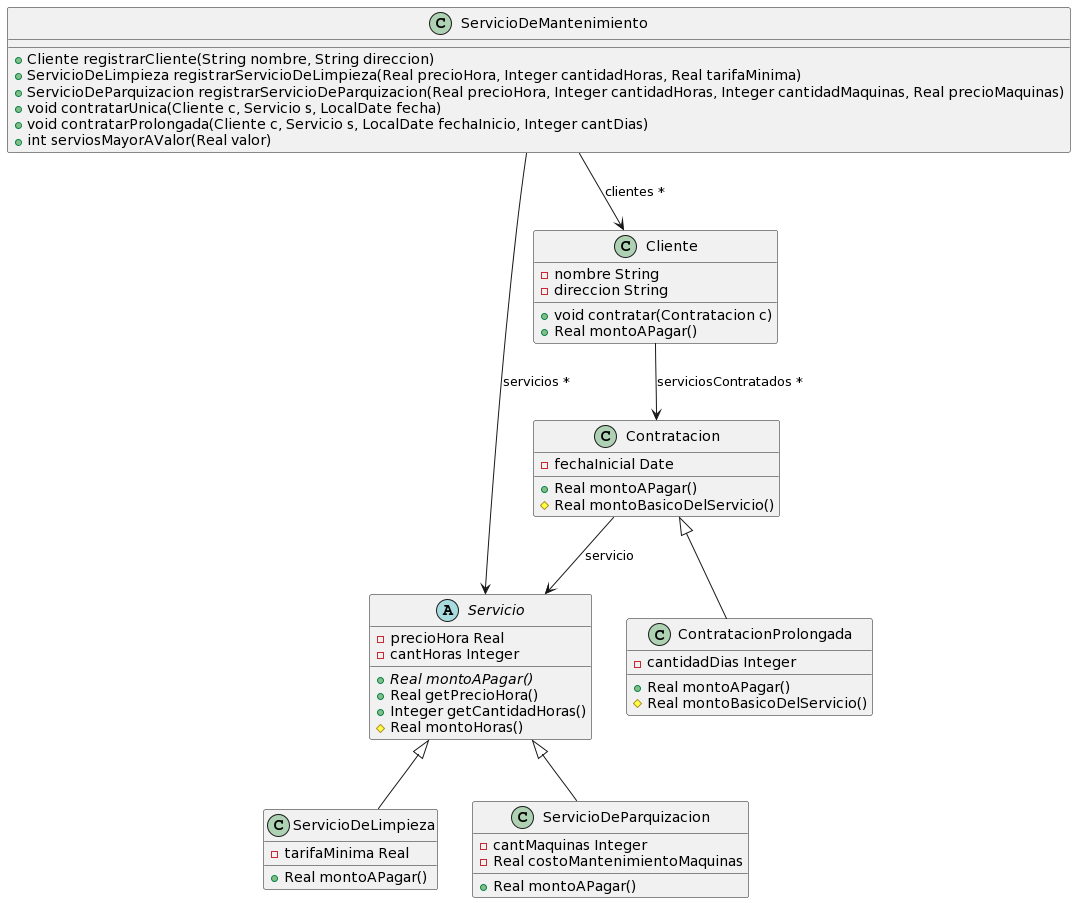 C ServicioDeMantenimiento
Cliente registrarCliente(String nombre, String direccion)
ServicioDeLimpieza registrarServicioDeLimpieza(Real precioHora, Integer cantidadHoras, Real tarifaMinima)
ServicioDeParquizacion registrarServicioDeParquizacion(Real precioHora, Integer cantidadHoras, Integer cantidadMaquinas, Real precioMaquinas)
void contratarUnica(Cliente c, Servicio s, LocalDate fecha)
void contratarProlongada(Cliente c, Servicio s, LocalDate fechaInicio, Integer cantDias)
int serviosMayorAValor(Real valor)
clientes *
C Cliente
nombre String
direccion String
void contratar(Contratacion c)
Real montoAPagar()
servicios *
serviciosContratados *
C Contratacion
fechaInicial Date
Real montoAPagar()
Real montoBasicoDelServicio()
servicio
A Servicio
precioHora Real
cantHoras Integer
Real montoAPagar()
Real getPrecioHora()
Integer getCantidadHoras()
Real montoHoras()
C ContratacionProlongada
cantidadDias Integer
Real montoAPagar()
Real montoBasicoDelServicio()
C ServicioDeLimpieza
tarifaMinima Real
Real montoAPagar()
C ServicioDeParquizacion
cantMaquinas Integer
Real costoMantenimientoMaquinas
Real montoAPagar()